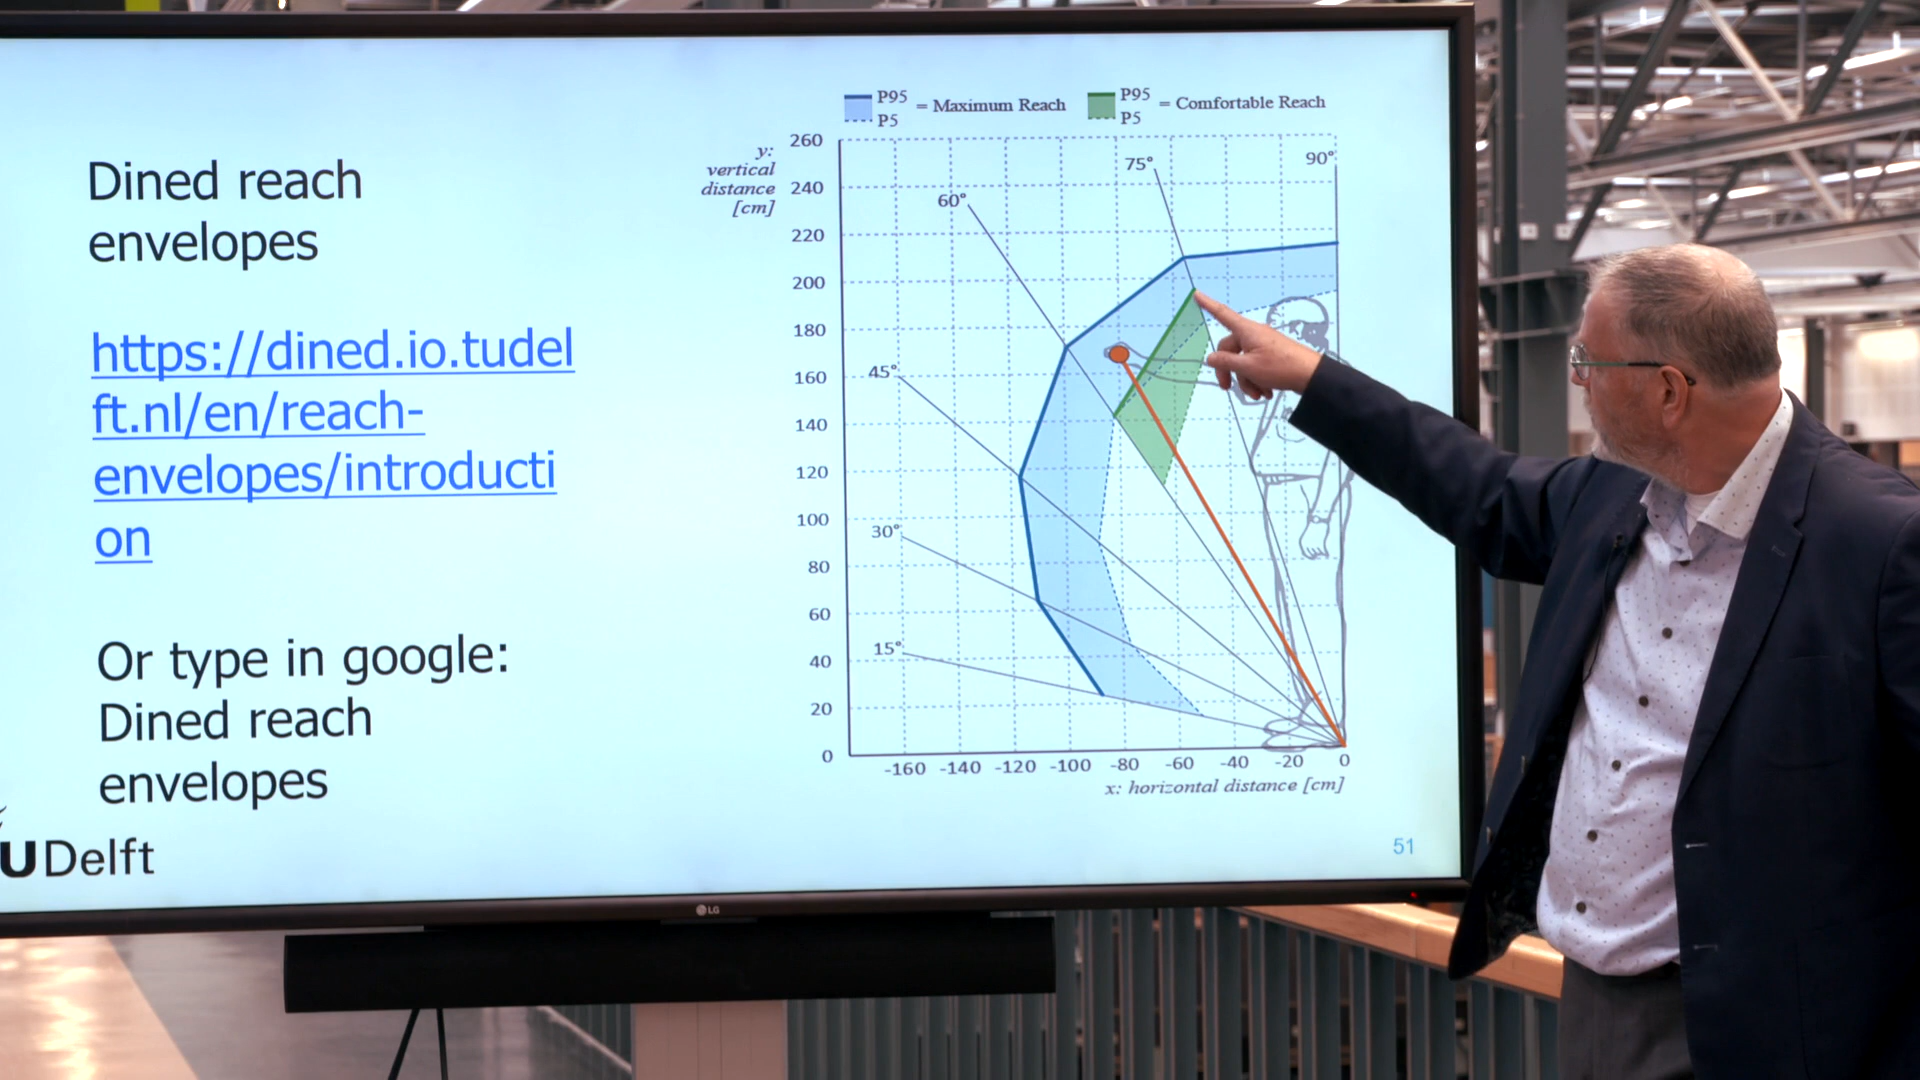 Dined reach
envelopes
https://dined.io.tudel
ft.nl/en/reach-
envelopes/introducti
on
Or type in google:
Dined reach
envelopes
UDelft
P95
P5
= Maximum Reach
P95
P5
= Comfortable Reach
y:
vertical
distance
[cm]
260
240
220
200
180
160
140
120
100
80
60
40
20
0
90°
75°
60°
45°
30°
15°
-160 -140 -120 -100 -80 -60 -40 -20 0
x: horizontal distance [cm]
51
LG